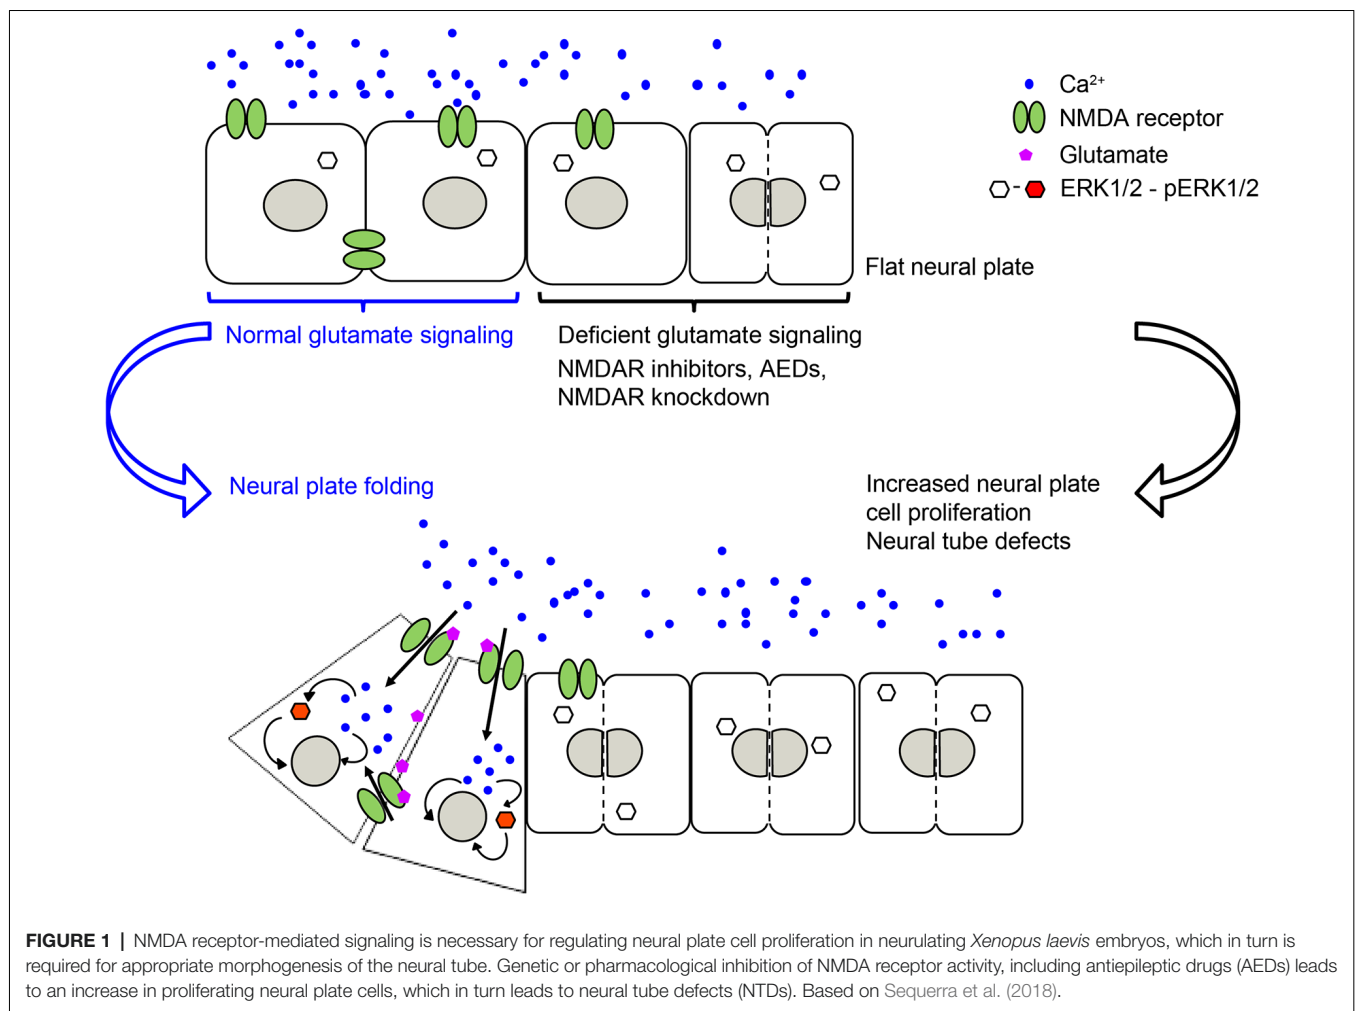 Ca2+
NMDA receptor
Glutamate
ERK1/2 - pERK1/2
Flat neural plate
Normal glutamate signaling
Deficient glutamate signaling
NMDAR inhibitors, AEDs,
NMDAR knockdown
Neural plate folding
Increased neural plate
cell proliferation
Neural tube defects
FIGURE 1 | NMDA receptor-mediated signaling is necessary for regulating neural plate cell proliferation in neurulating Xenopus laevis embryos, which in turn is
required for appropriate morphogenesis of the neural tube. Genetic or pharmacological inhibition of NMDA receptor activity, including antiepileptic drugs (AEDs) leads
to an increase in proliferating neural plate cells, which in turn leads to neural tube defects (NTDs). Based on Sequerra et al. (2018).